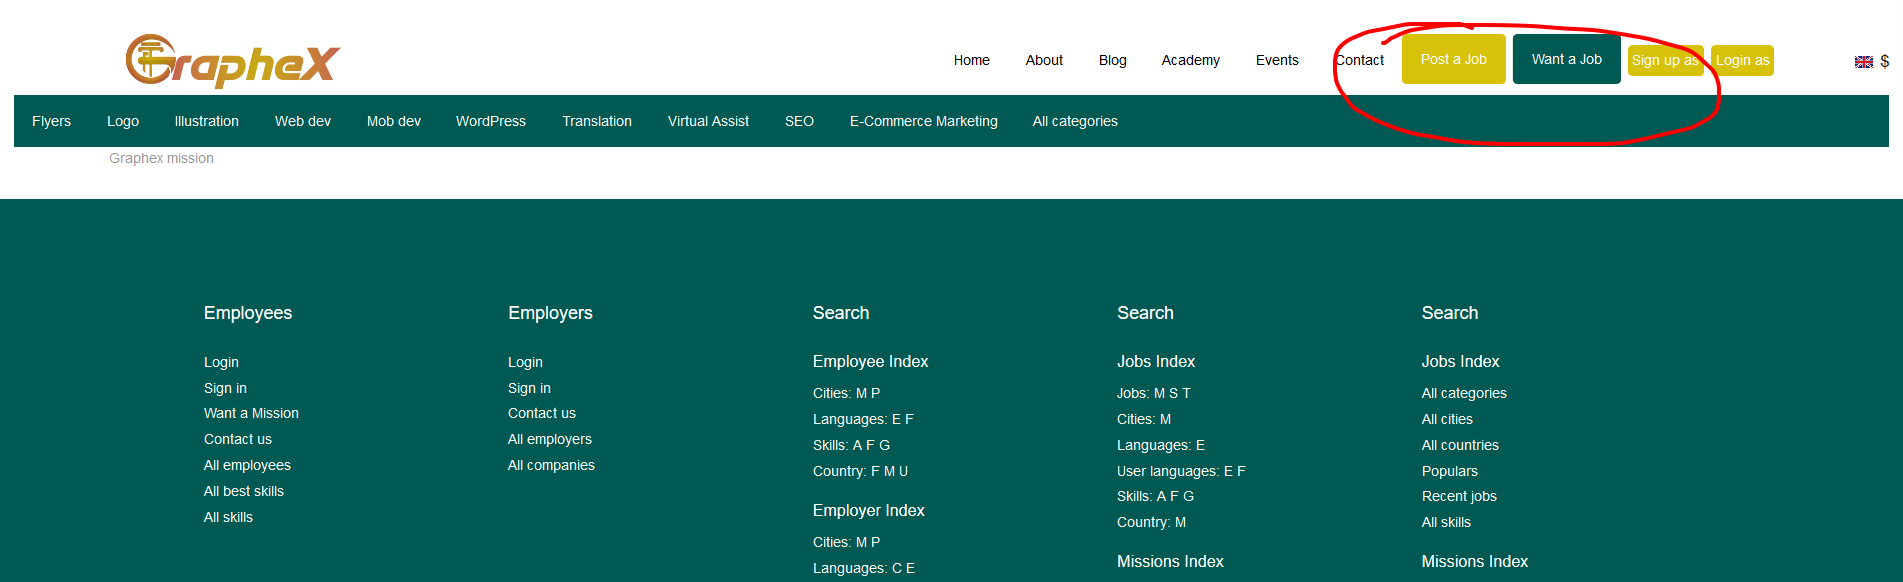 GrapheX
Home About Blog Academy Events Contact Post a Job Want a Job Sign up as Login as $
Flyers Logo Illustration Web dev Mob dev WordPress Translation Virtual Assist SEO E-Commerce Marketing All categories
Graphex mission
Employees
Login
Sign in
Want a Mission
Contact us
All employees
All best skills
All skills
Employers
Login
Sign in
Contact us
All employers
All companies
Search
Employee Index
Cities: M P
Languages: E F
Skills: A F G
Country: F M U
Employer Index
Cities: M P
Languages: C E
Search
Jobs Index
Jobs: M S T
Cities: M
Languages: E
User languages: E F
Skills: A F G
Country: M
Missions Index
Search
Jobs Index
All categories
All cities
All countries
Populars
Recent jobs
All skills
Missions Index